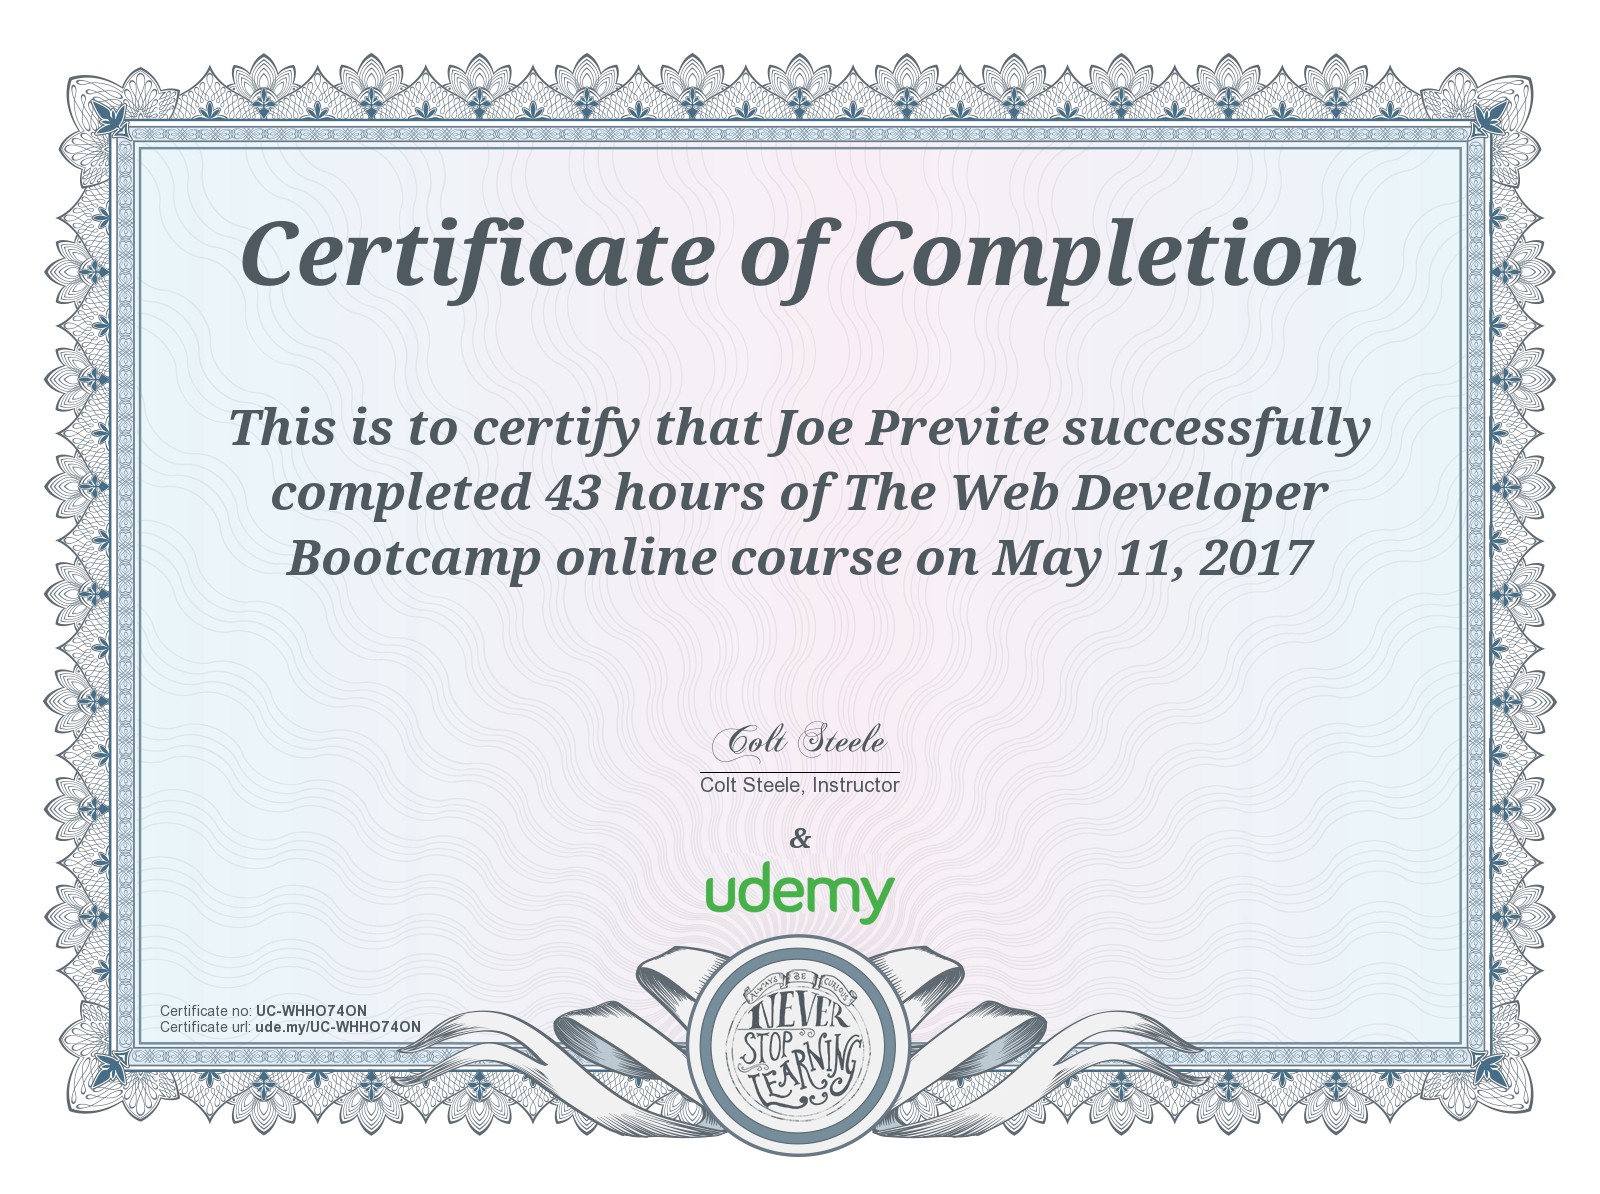 Certificate of Completion
This is to certify that Joe Previte successfully
completed 43 hours of The Web Developer
Bootcamp online course on May 11, 2017
Colt Steele
Colt Steele, Instructor
&
udemy
Certificate no: UC-WHHO74ON
Certificate url: ude.my/UC-WHHO74ON
ALWAYS BE CURIOUS
NEVER
STOP
LEARNING